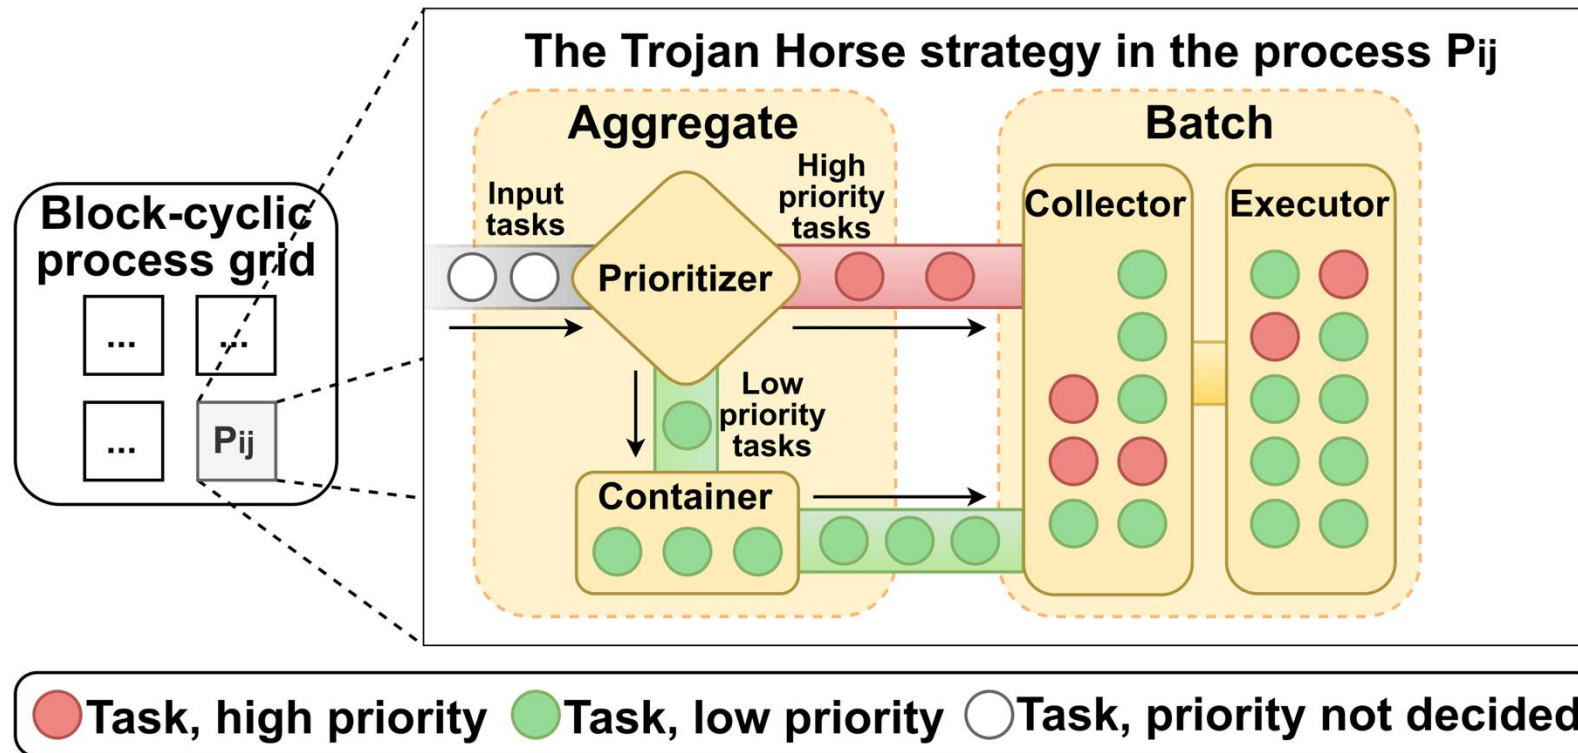 The Trojan Horse strategy in the process Pij
Block-cyclic
process grid
...
...
...
Pij
Aggregate
Input
tasks
Prioritizer
High
priority
tasks
Low
priority
tasks
Container
Batch
Collector
Executor
Task, high priority
Task, low priority
Task, priority not decided